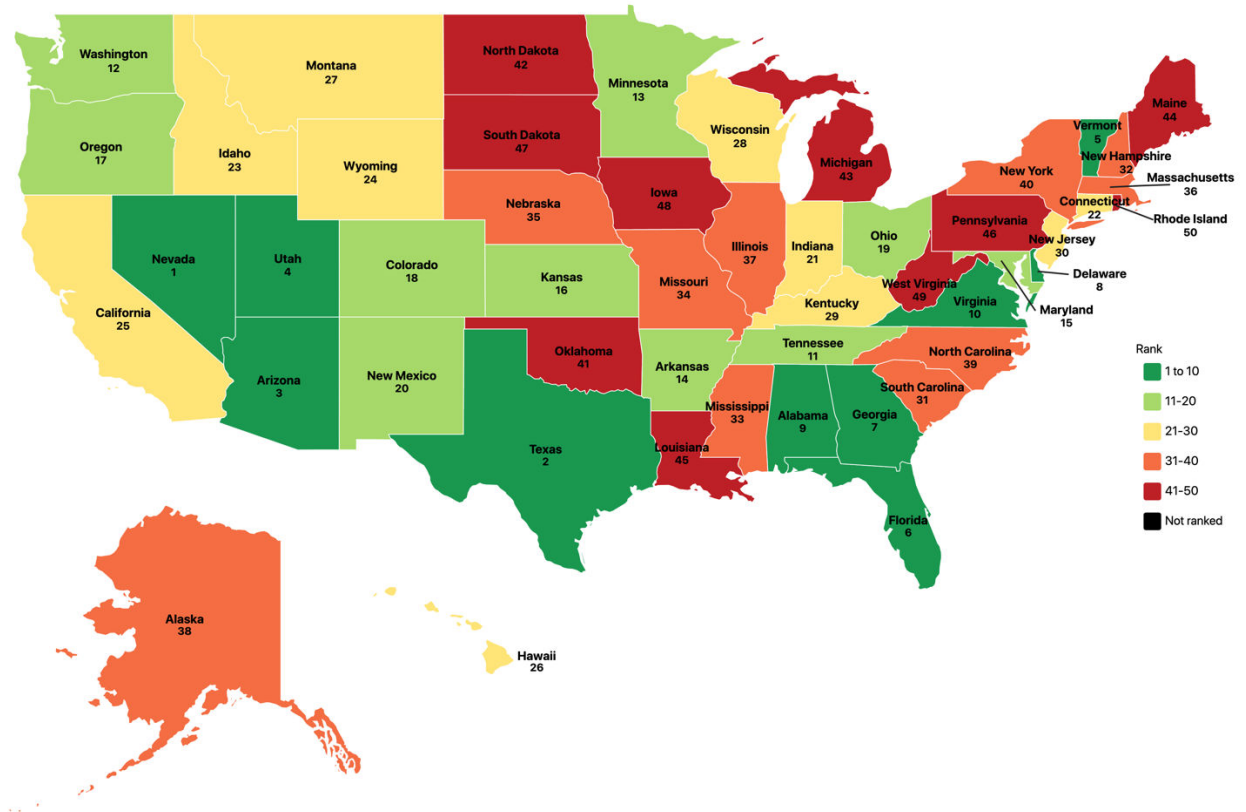 Washington
12
Oregon
17
California
25
Idaho
23
Nevada
1
Montana
27
Wyoming
24
Utah
4
Arizona
3
Colorado
18
New Mexico
20
North Dakota
42
South Dakota
47
Nebraska
35
Kansas
16
Oklahoma
41
Texas
2
Minnesota
13
Iowa
48
Missouri
34
Arkansas
14
Louisiana
45
Wisconsin
28
Illinois
37
Michigan
43
Indiana
21
Ohio
19
Kentucky
29
Tennessee
11
Mississippi
33
Alabama
9
Georgia
7
Florida
6
South Carolina
31
North Carolina
39
Virginia
10
West Virginia
49
Pennsylvania
46
New York
40
Vermont
5
New Hampshire
32
Maine
44
Massachusetts
36
Connecticut
22
Rhode Island
50
New Jersey
30
Delaware
8
Maryland
15
Alaska
38
Hawaii
26
Rank
1 to 10
11-20
21-30
31-40
41-50
Not ranked